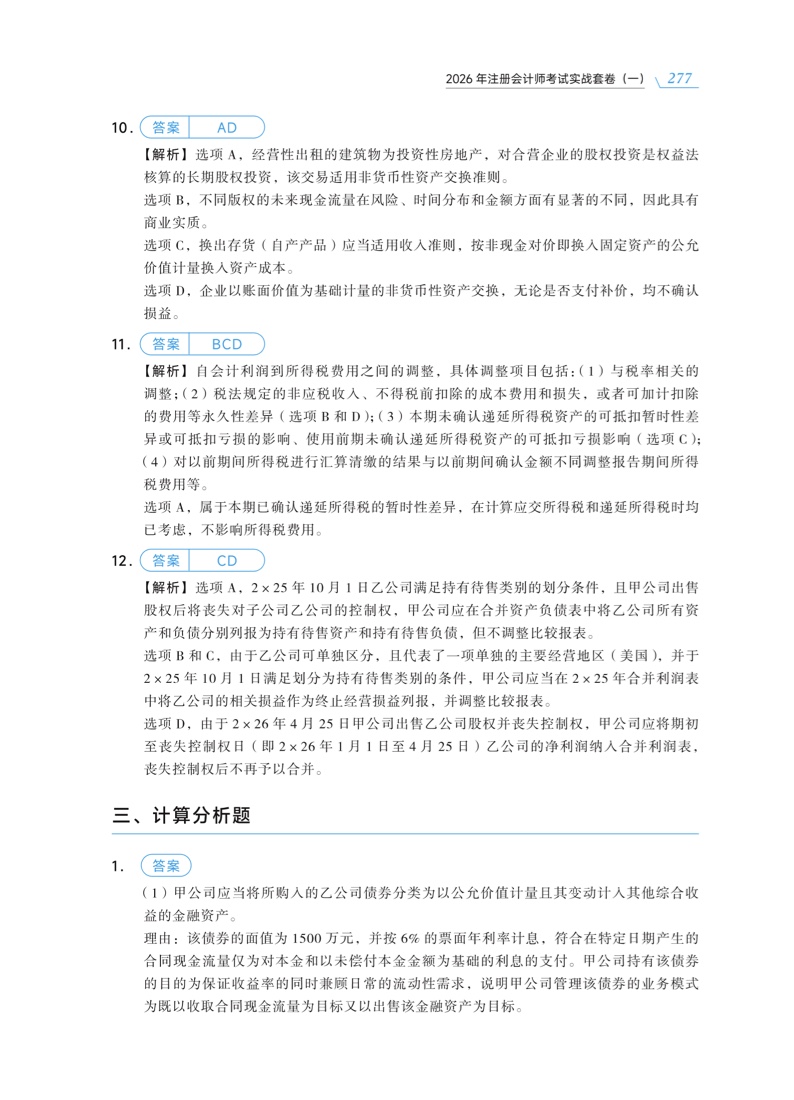 2026 年注册会计师考试实战套卷（一） 277
10. 答案 AD
【解析】选项 A，经营性出租的建筑物为投资性房地产，对合营企业的股权投资是权益法
核算的长期股权投资，该交易适用非货币性资产交换准则。
选项 B，不同版权的未来现金流量在风险、时间分布和金额方面有显著的不同，因此具有
商业实质。
选项 C，换出存货（自产产品）应当适用收入准则，按非现金对价即换入固定资产的公允
价值计量换入资产成本。
选项 D，企业以账面价值为基础计量的非货币性资产交换，无论是否支付补价，均不确认
损益。
11. 答案 BCD
【解析】自会计利润到所得税费用之间的调整，具体调整项目包括：（1）与税率相关的
调整；（2）税法规定的非应税收入、不得税前扣除的成本费用和损失，或者可加计扣除
的费用等永久性差异（选项 B 和 D）；（3）本期未确认递延所得税资产的可抵扣暂时性差
异或可抵扣亏损的影响、使用前期未确认递延所得税资产的可抵扣亏损影响（选项 C）；
（4）对以前期间所得税进行汇算清缴的结果与以前期间确认金额不同调整报告期间所得
税费用等。
选项 A，属于本期已确认递延所得税的暂时性差异，在计算应交所得税和递延所得税时均
已考虑，不影响所得税费用。
12. 答案 CD
【解析】选项 A，2×25 年 10 月 1 日乙公司满足持有待售类别的划分条件，且甲公司出售
股权后将丧失对子公司乙公司的控制权，甲公司应在合并资产负债表中将乙公司所有资
产和负债分别列报为持有待售资产和持有待售负债，但不调整比较报表。
选项 B 和 C，由于乙公司可单独区分，且代表了一项单独的主要经营地区（美国），并于
2×25 年 10 月 1 日满足划分为持有待售类别的条件，甲公司应当在 2×25 年合并利润表
中将乙公司的相关损益作为终止经营损益列报，并调整比较报表。
选项 D，由于 2×26 年 4 月 25 日甲公司出售乙公司股权并丧失控制权，甲公司应将期初
至丧失控制权日（即 2×26 年 1 月 1 日至 4 月 25 日）乙公司的净利润纳入合并利润表，
丧失控制权后不再予以合并。
三、计算分析题
1. 答案
（1）甲公司应当将所购入的乙公司债券分类为以公允价值计量且其变动计入其他综合收
益的金融资产。
理由：该债券的面值为 1500 万元，并按 6% 的票面年利率计息，符合在特定日期产生的
合同现金流量仅为对本金和以未偿付本金金额为基础的利息的支付。甲公司持有该债券
的目的为保证收益率的同时兼顾日常的流动性需求，说明甲公司管理该债券的业务模式
为既以收取合同现金流量为目标又以出售该金融资产为目标。